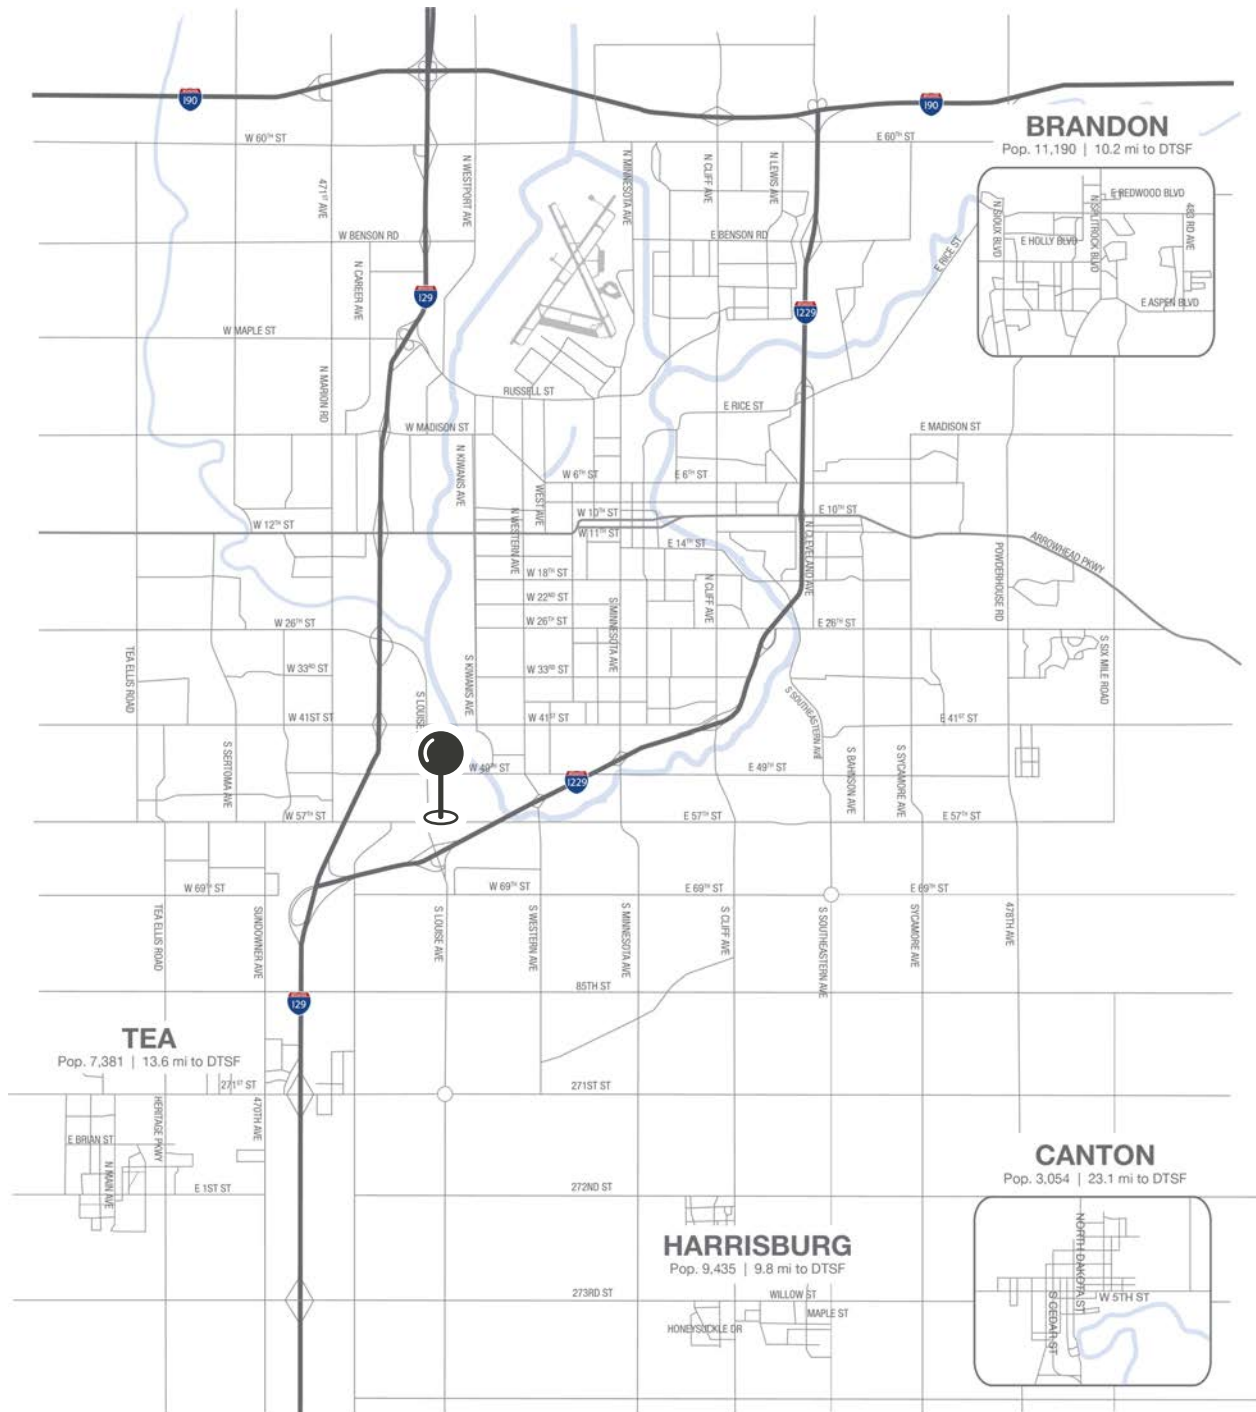 I90
I90
BRANDON
Pop. 11,190 | 10.2 mi to DTSF
W 60TH ST
E 60TH ST
471ST AVE
N WESTPORT AVE
N MINNESOTA AVE
N CLIFF AVE
N LEWIS AVE
N SIOUX BLVD
N SPLITROCK BLVD
E REDWOOD BLVD
483 RD AVE
E HOLLY BLVD
E ASPEN BLVD
W BENSON RD
E BENSON RD
E RICE ST
N CAREER AVE
I29
I229
W MAPLE ST
N MARION RD
RUSSELL ST
E RICE ST
W MADISON ST
E MADISON ST
N KIWANIS AVE
W 6TH ST
E 6TH ST
WEST AVE
N WESTERN AVE
W 10TH ST
E 10TH ST
W 12TH ST
W 11TH ST
E 14TH ST
N CLEVELAND AVE
ARROWHEAD PKWY
POWDERHOUSE RD
W 18TH ST
N CLIFF AVE
W 22ND ST
S MINNESOTA AVE
W 26TH ST
W 26TH ST
E 26TH ST
TEA ELLIS ROAD
S KIWANIS AVE
S SIX MILE ROAD
W 33RD ST
W 33RD ST
S LOUISE
S SOUTHEASTERN AVE
W 41ST ST
W 41ST ST
E 41ST ST
S SERTOMA AVE
S BAHNSON AVE
S SYCAMORE AVE
W 49TH ST
E 49TH ST
I229
W 57TH ST
E 57TH ST
E 57TH ST
W 69TH ST
W 69TH ST
E 69TH ST
E 69TH ST
TEA ELLIS ROAD
SUNDOWNER AVE
S LOUISE AVE
S WESTERN AVE
S MINNESOTA AVE
S CLIFF AVE
S SOUTHEASTERN AVE
SYCAMORE AVE
478TH AVE
85TH ST
I29
TEA
Pop. 7,381 | 13.6 mi to DTSF
271ST ST
271ST ST
HERITAGE PKWY
470TH AVE
E BRIAN ST
N MAIN AVE
E 1ST ST
272ND ST
CANTON
Pop. 3,054 | 23.1 mi to DTSF
NORTH DAKOTA ST
W 5TH ST
S CEDAR ST
HARRISBURG
Pop. 9,435 | 9.8 mi to DTSF
273RD ST
WILLOW ST
MAPLE ST
HONEYSUCKLE DR